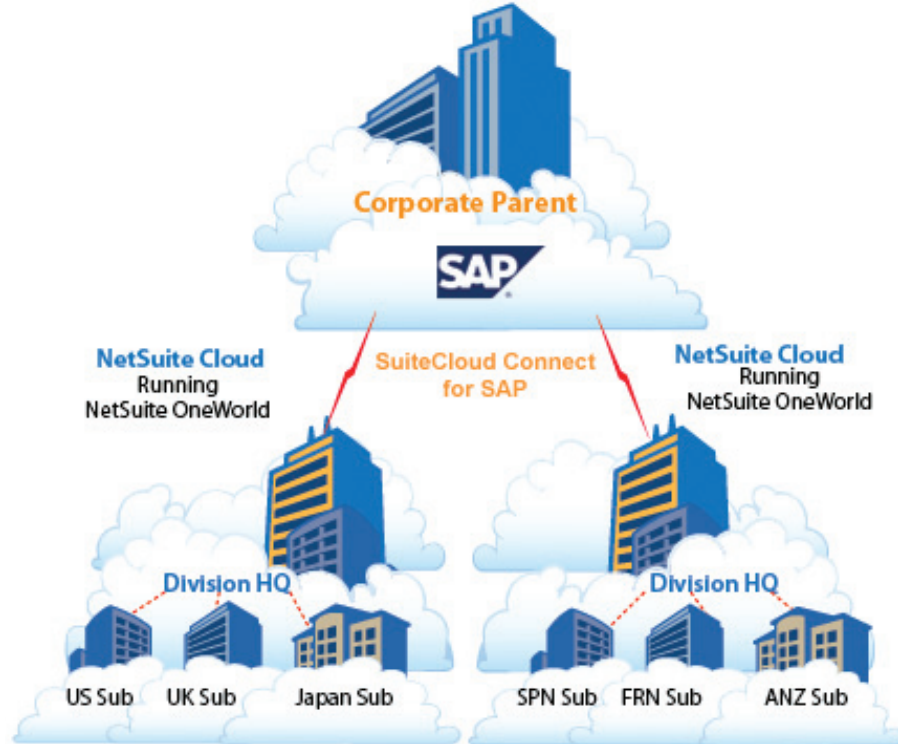 Corporate Parent
SAP®
NetSuite Cloud
Running
NetSuite OneWorld
SuiteCloud Connect
for SAP
NetSuite Cloud
Running
NetSuite OneWorld
Division HQ
US Sub
UK Sub
Japan Sub
Division HQ
SPN Sub
FRN Sub
ANZ Sub